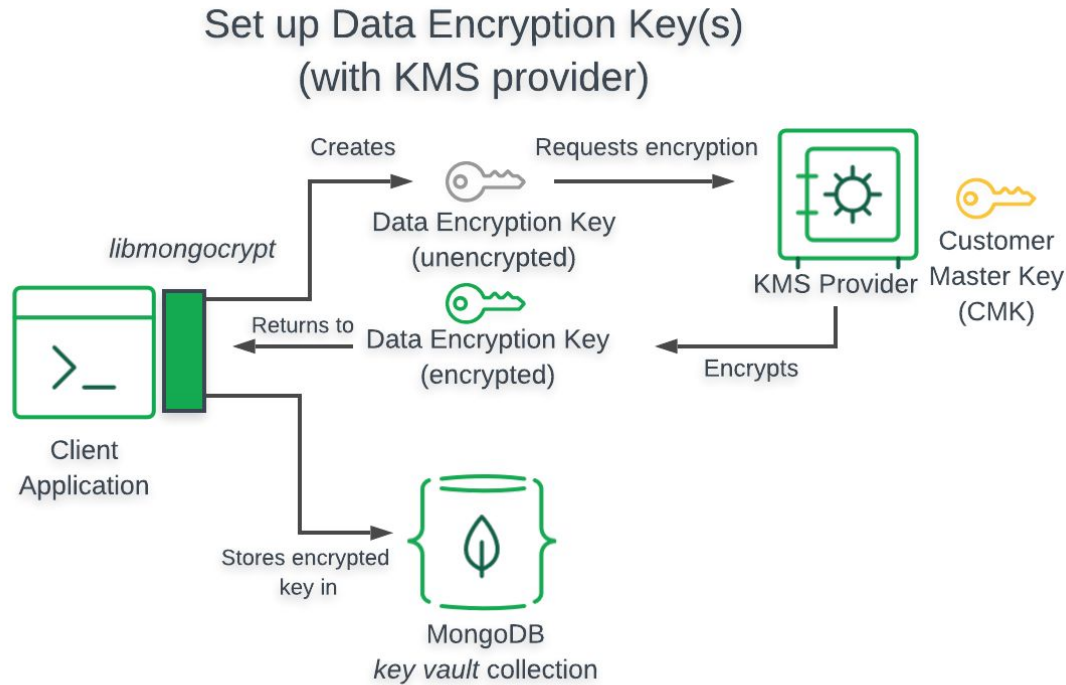 Set up Data Encryption Key(s)
(with KMS provider)
Creates
Requests encryption
Data Encryption Key
(unencrypted)
libmongocrypt
KMS Provider
Customer
Master Key
(CMK)
Returns to
Data Encryption Key
(encrypted)
Encrypts
>_
Client
Application
Stores encrypted
key in
MongoDB
key vault collection